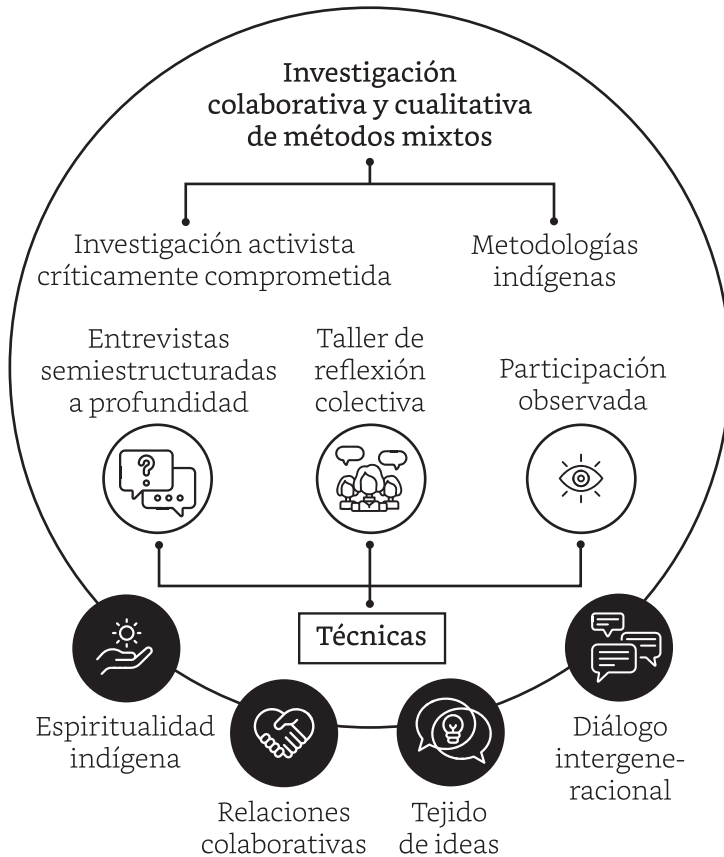 Investigación
colaborativa y cualitativa
de métodos mixtos
Investigación activista
críticamente comprometida
Metodologías
indígenas
Entrevistas
semiestructuradas
a profundidad
Taller de
reflexión
colectiva
Participación
observada
?
Técnicas
Espiritualidad
indígena
Relaciones
colaborativas
Tejido
de ideas
Diálogo
intergene-
racional